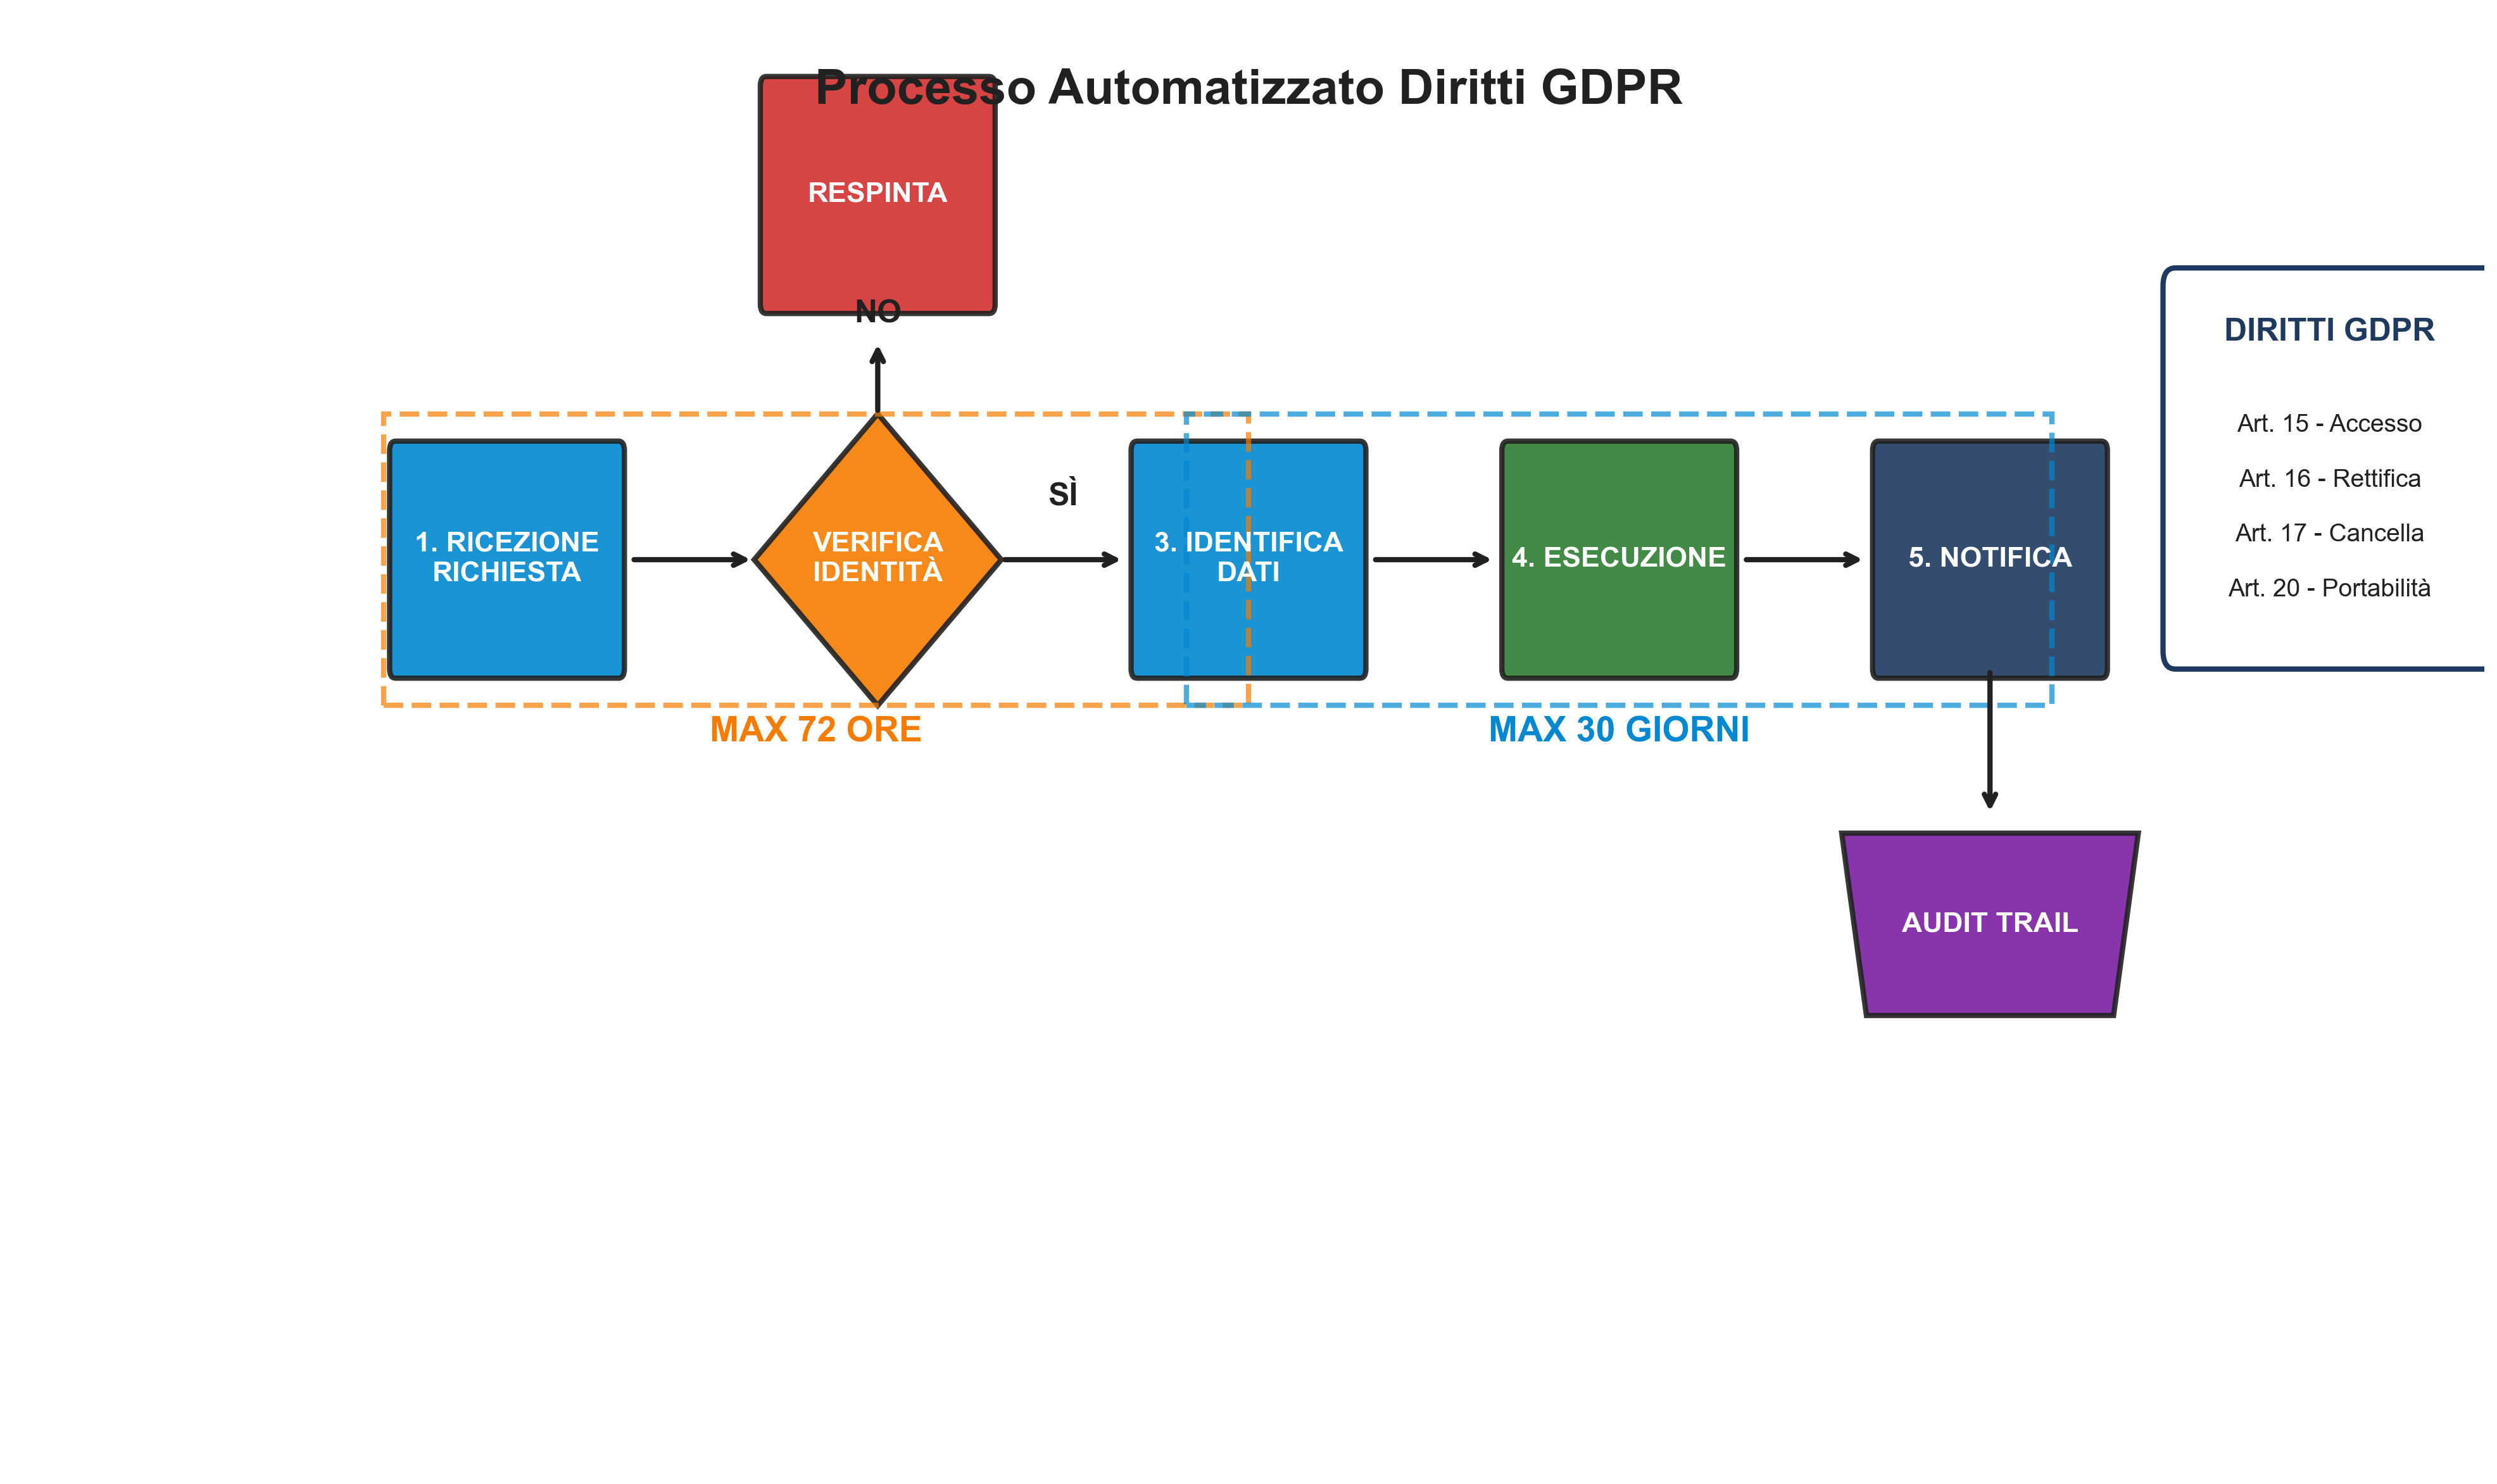 Processo Automatizzato Diritti GDPR
RESPINTA
NO
1. RICEZIONE
RICHIESTA
VERIFICA
IDENTITÀ
SÌ
3. IDENTIFICA
DATI
4. ESECUZIONE
5. NOTIFICA
MAX 72 ORE
MAX 30 GIORNI
AUDIT TRAIL
DIRITTI GDPR
Art. 15 - Accesso
Art. 16 - Rettifica
Art. 17 - Cancella
Art. 20 - Portabilità